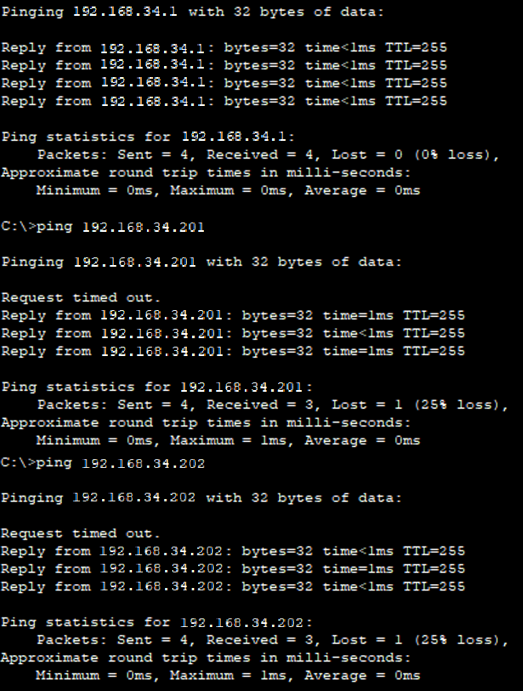 Pinging 192.168.34.1 with 32 bytes of data:
Reply from 192.168.34.1: bytes=32 time<1ms TTL=255
Reply from 192.168.34.1: bytes=32 time<1ms TTL=255
Reply from 192.168.34.1: bytes=32 time<1ms TTL=255
Reply from 192.168.34.1: bytes=32 time<1ms TTL=255
Ping statistics for 192.168.34.1:
Packets: Sent = 4, Received = 4, Lost = 0 (0% loss),
Approximate round trip times in milli-seconds:
Minimum = 0ms, Maximum = 0ms, Average = 0ms
C:\>ping 192.168.34.201
Pinging 192.168.34.201 with 32 bytes of data:
Request timed out.
Reply from 192.168.34.201: bytes=32 time=1ms TTL=255
Reply from 192.168.34.201: bytes=32 time<1ms TTL=255
Reply from 192.168.34.201: bytes=32 time=1ms TTL=255
Ping statistics for 192.168.34.201:
Packets: Sent = 4, Received = 3, Lost = 1 (25% loss),
Approximate round trip times in milli-seconds:
Minimum = 0ms, Maximum = 1ms, Average = 0ms
C:\>ping 192.168.34.202
Pinging 192.168.34.202 with 32 bytes of data:
Request timed out.
Reply from 192.168.34.202: bytes=32 time<1ms TTL=255
Reply from 192.168.34.202: bytes=32 time=1ms TTL=255
Reply from 192.168.34.202: bytes=32 time<1ms TTL=255
Ping statistics for 192.168.34.202:
Packets: Sent = 4, Received = 3, Lost = 1 (25% loss),
Approximate round trip times in milli-seconds:
Minimum = 0ms, Maximum = 1ms, Average = 0ms